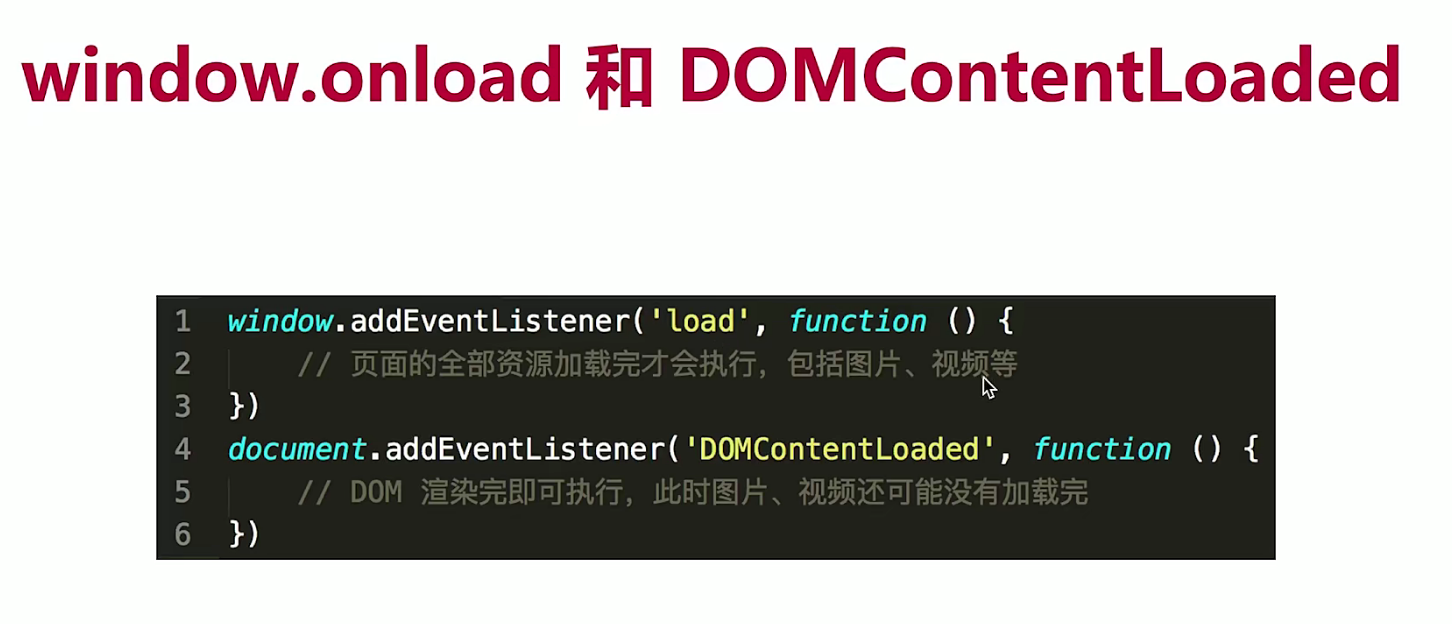 window.onload 和 DOMContentLoaded
1 window.addEventListener('load', function () {
2 // 页面的全部资源加载完才会执行，包括图片、视频等
3 })
4 document.addEventListener('DOMContentLoaded', function () {
5 // DOM 渲染完即可执行，此时图片、视频还可能没有加载完
6 })